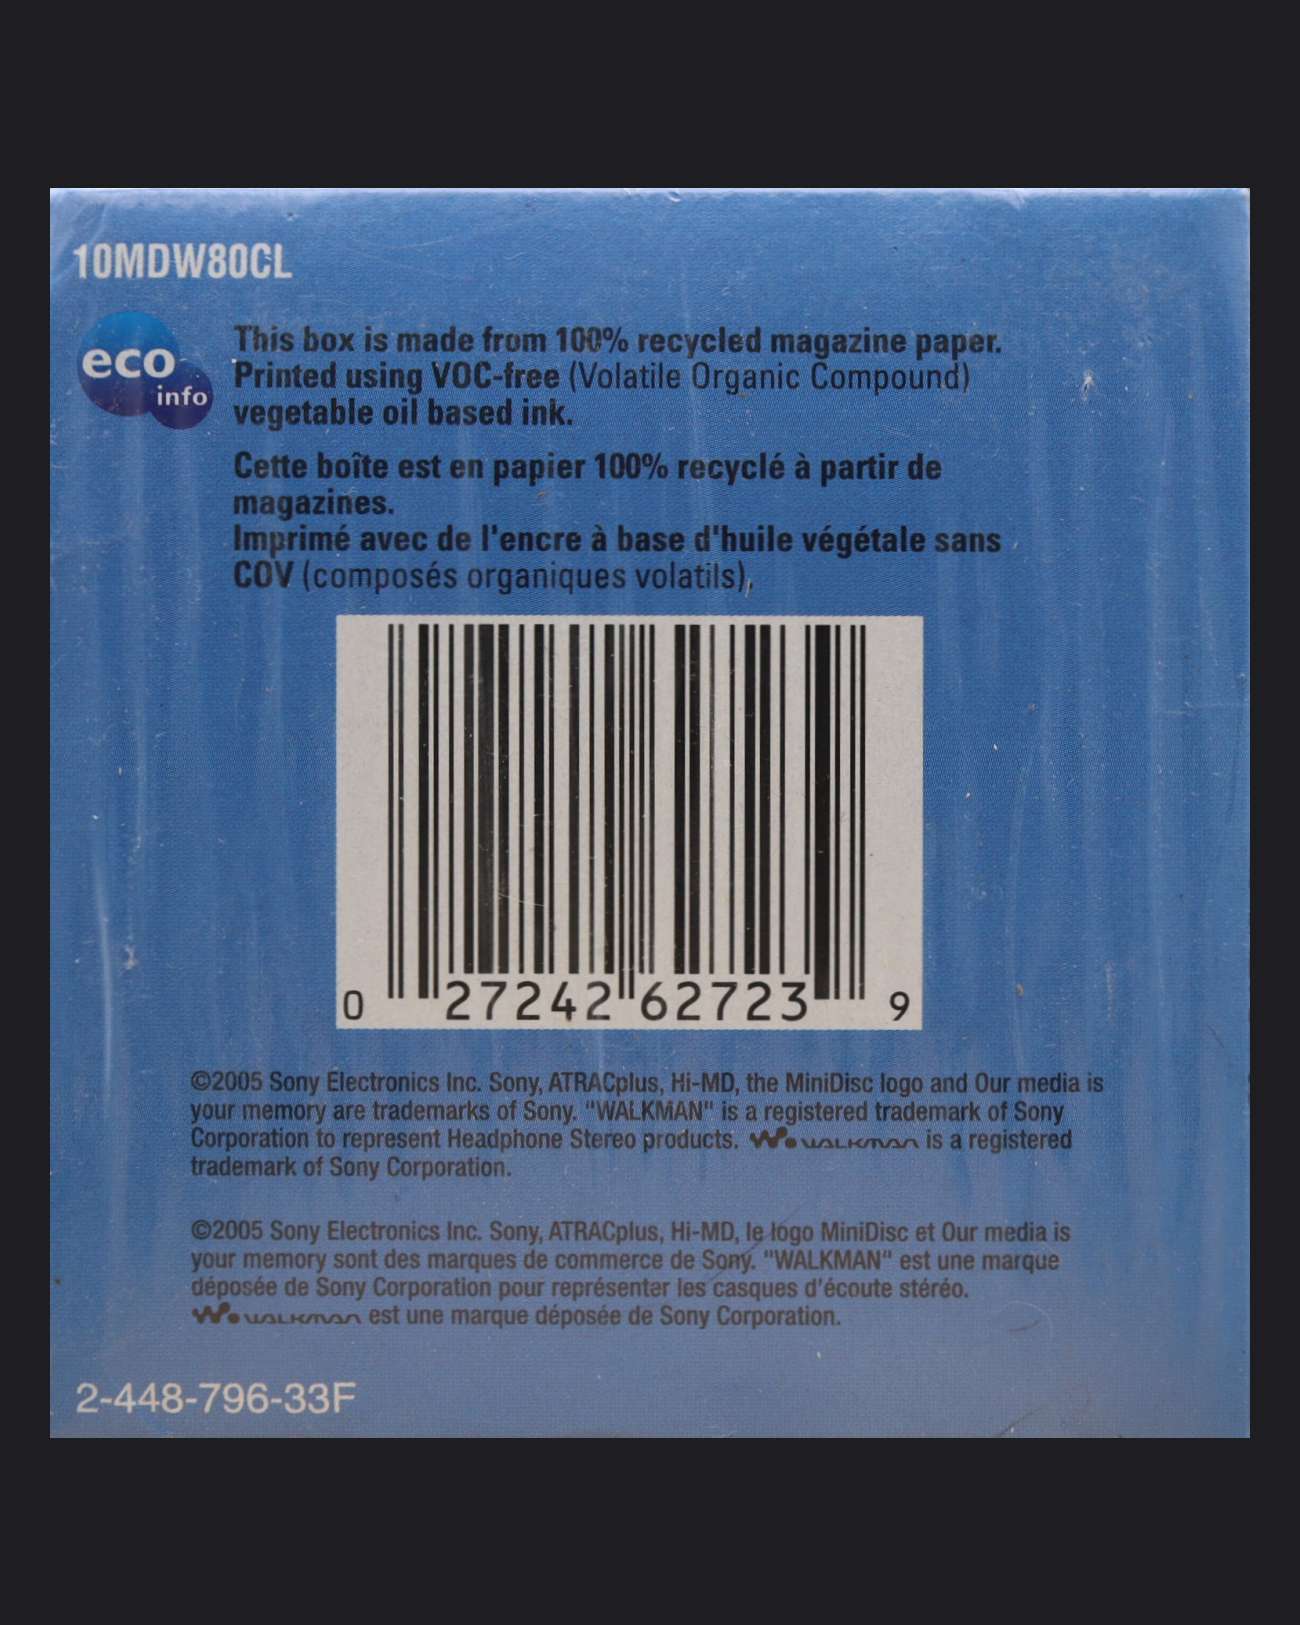 10MDW80CL
eco
info
This box is made from 100% recycled magazine paper.
Printed using VOC-free (Volatile Organic Compound)
vegetable oil based ink.
Cette boîte est en papier 100% recyclé à partir de
magazines.
Imprimé avec de l'encre à base d'huile végétale sans
COV (composés organiques volatils).
0 27242 62723 9
©2005 Sony Electronics Inc. Sony, ATRACplus, Hi-MD, the MiniDisc logo and Our media is
your memory are trademarks of Sony. "WALKMAN" is a registered trademark of Sony
Corporation to represent Headphone Stereo products. W. WALKMAN is a registered
trademark of Sony Corporation.
©2005 Sony Electronics Inc. Sony, ATRACplus, Hi-MD, le logo MiniDisc et Our media is
your memory sont des marques de commerce de Sony. "WALKMAN" est une marque
déposée de Sony Corporation pour représenter les casques d'écoute stéréo.
W. WALKMAN est une marque déposée de Sony Corporation.
2-448-796-33F